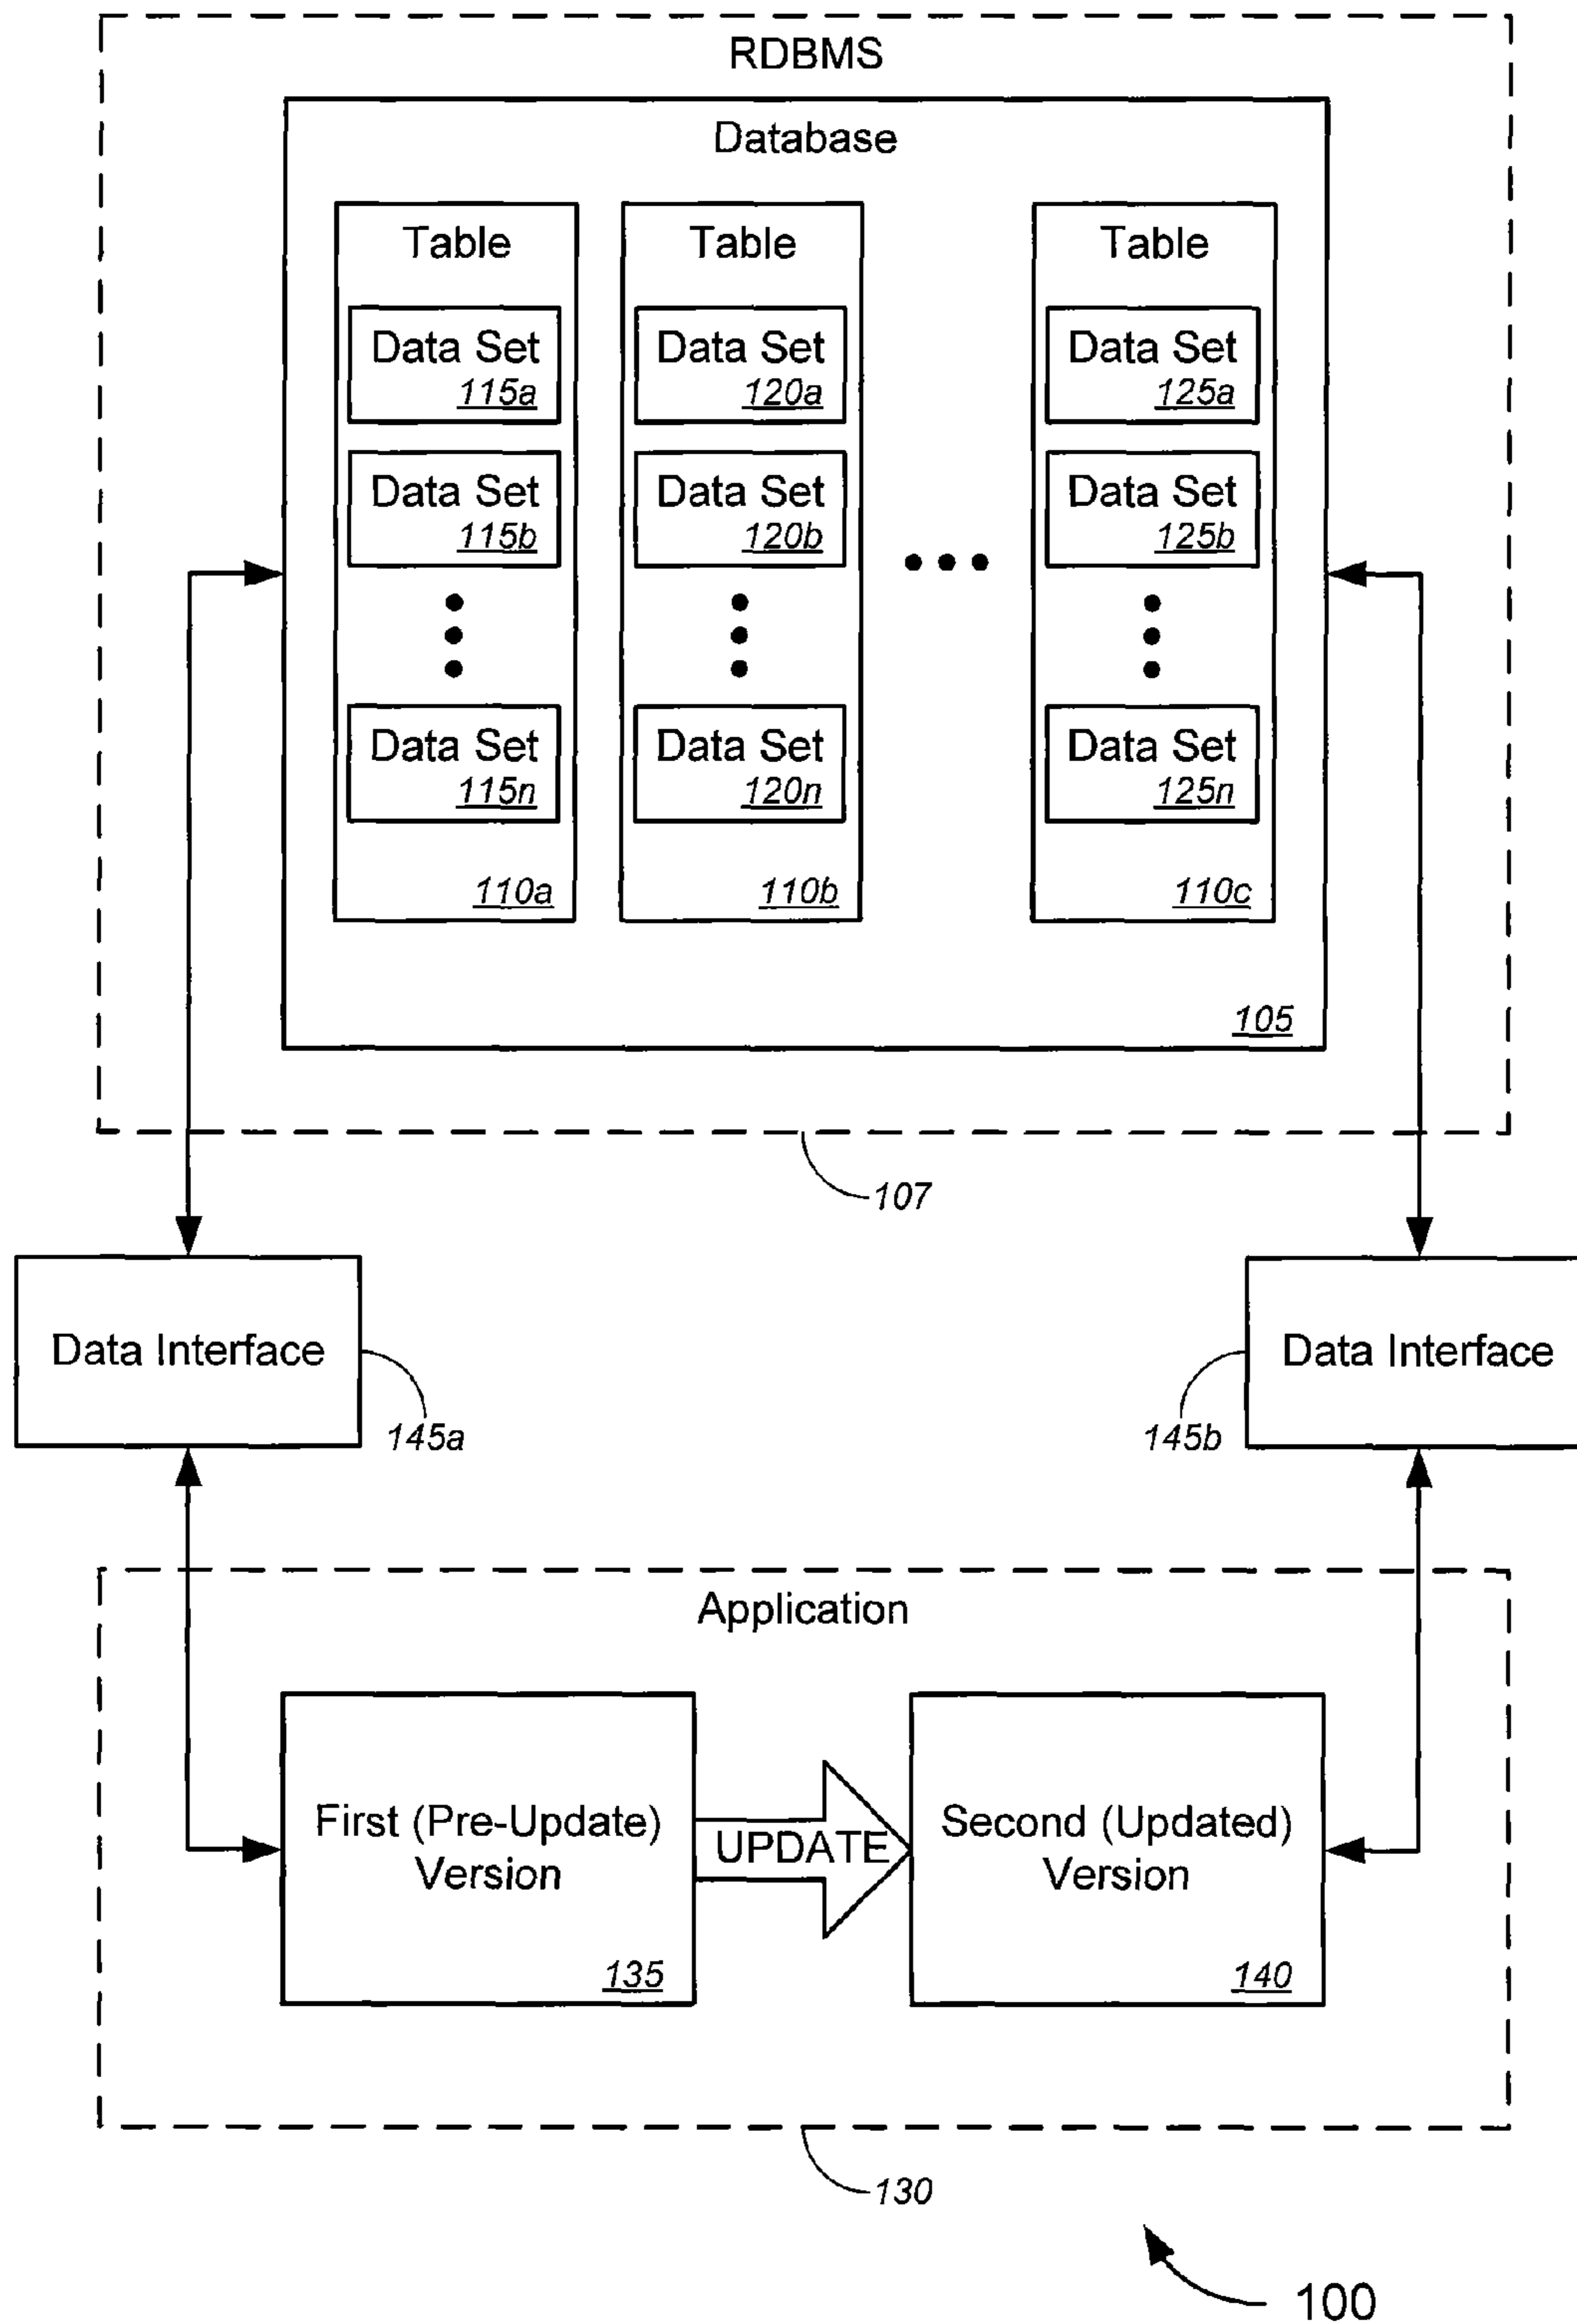 RDBMS
Database
Table Table Table
Data Set Data Set Data Set
115a 120a 125a
Data Set Data Set Data Set
115b 120b 125b
Data Set Data Set Data Set
115n 120n 125n
110a 110b 110c
105
107
Data Interface Data Interface
145a 145b
Application
First (Pre-Update) Second (Updated)
UPDATE
Version Version
135 140
130
100